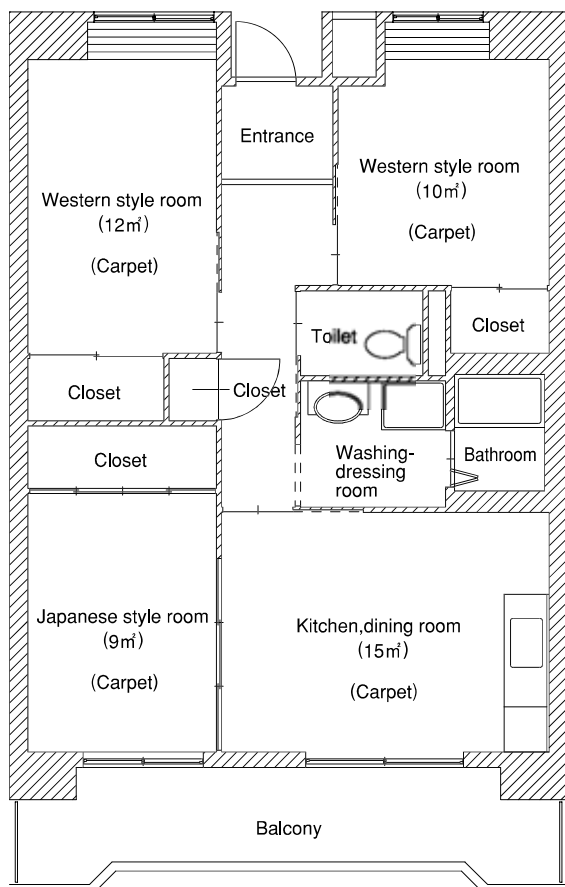 Entrance
Western style room
(12㎡)
(Carpet)
Western style room
(10㎡)
(Carpet)
Toilet
Closet
Closet
Closet
Closet
Washing-
dressing
room
Bathroom
Japanese style room
(9㎡)
(Carpet)
Kitchen,dining room
(15㎡)
(Carpet)
Balcony